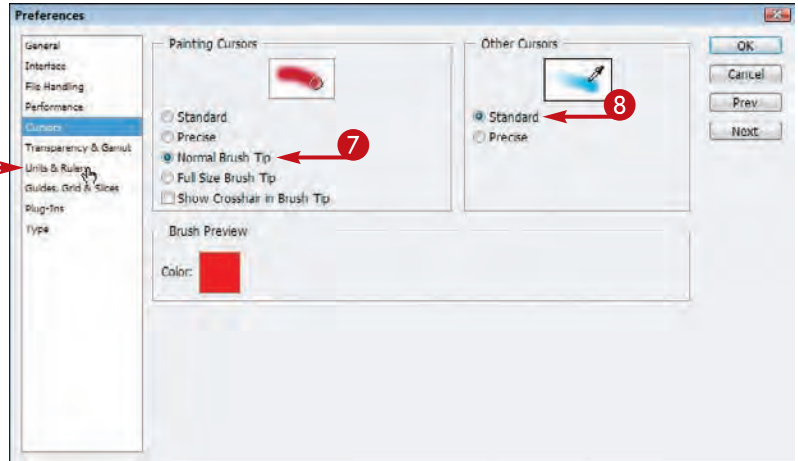 Preferences
General
Interface
File Handling
Performance
Cursors
Transparency & Gamut
Units & Rulers
Guides, Grid & Slices
Plug-Ins
Type
Painting Cursors
Standard
Precise
Normal Brush Tip
7
Full Size Brush Tip
Show Crosshair in Brush Tip
Other Cursors
Standard
8
Precise
Brush Preview
Color:
OK
Cancel
Prev
Next